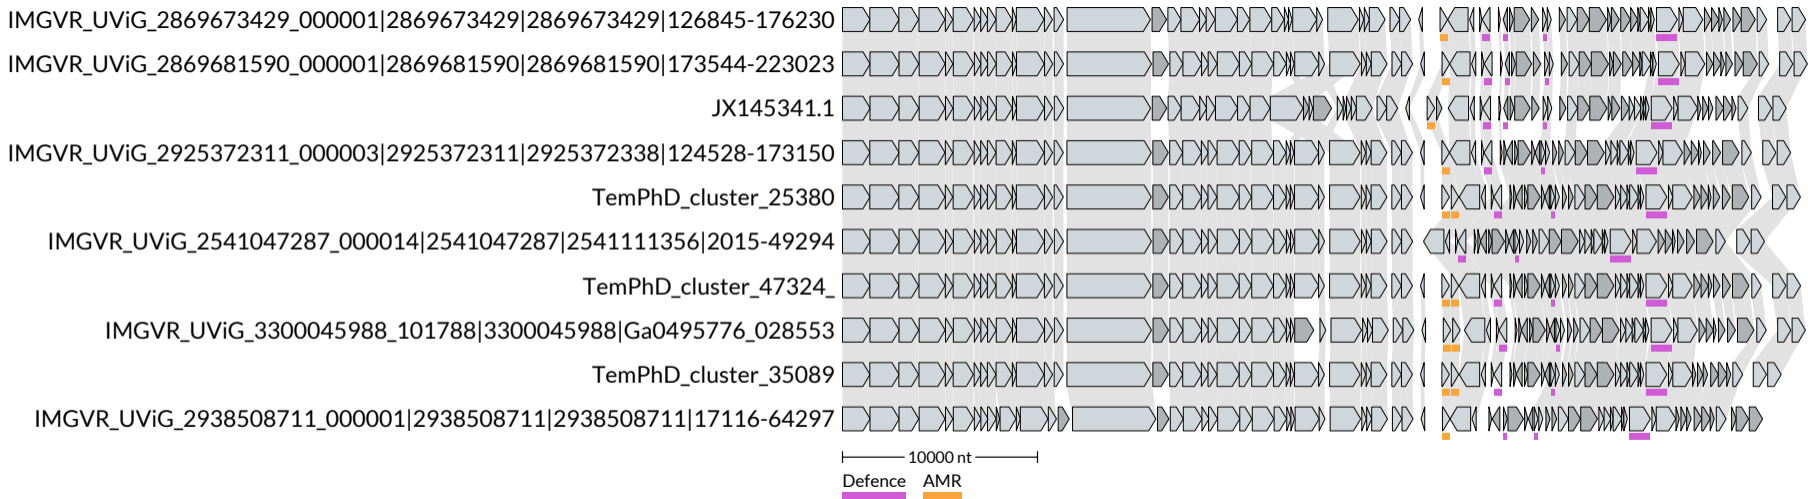 IMGVR_UViG_2869673429_000001|2869673429|2869673429|126845-176230
IMGVR_UViG_2869681590_000001|2869681590|2869681590|173544-223023
JX145341.1
IMGVR_UViG_2925372311_000003|2925372311|2925372338|124528-173150
TemPhD_cluster_25380
IMGVR_UViG_2541047287_000014|2541047287|2541111356|2015-49294
TemPhD_cluster_47324_
IMGVR_UViG_3300045988_101788|3300045988|Ga0495776_028553
TemPhD_cluster_35089
IMGVR_UViG_2938508711_000001|2938508711|2938508711|17116-64297
10000 nt
Defence AMR